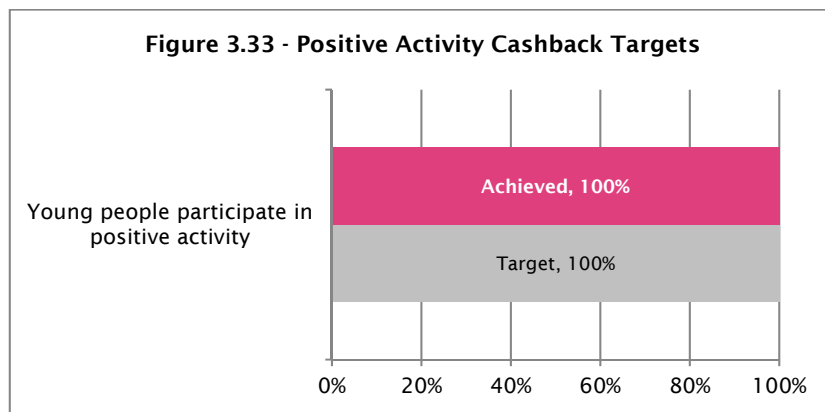 Figure 3.33 - Positive Activity Cashback Targets
Achieved, 100%
Young people participate in
positive activity
Target, 100%
0% 20% 40% 60% 80% 100%